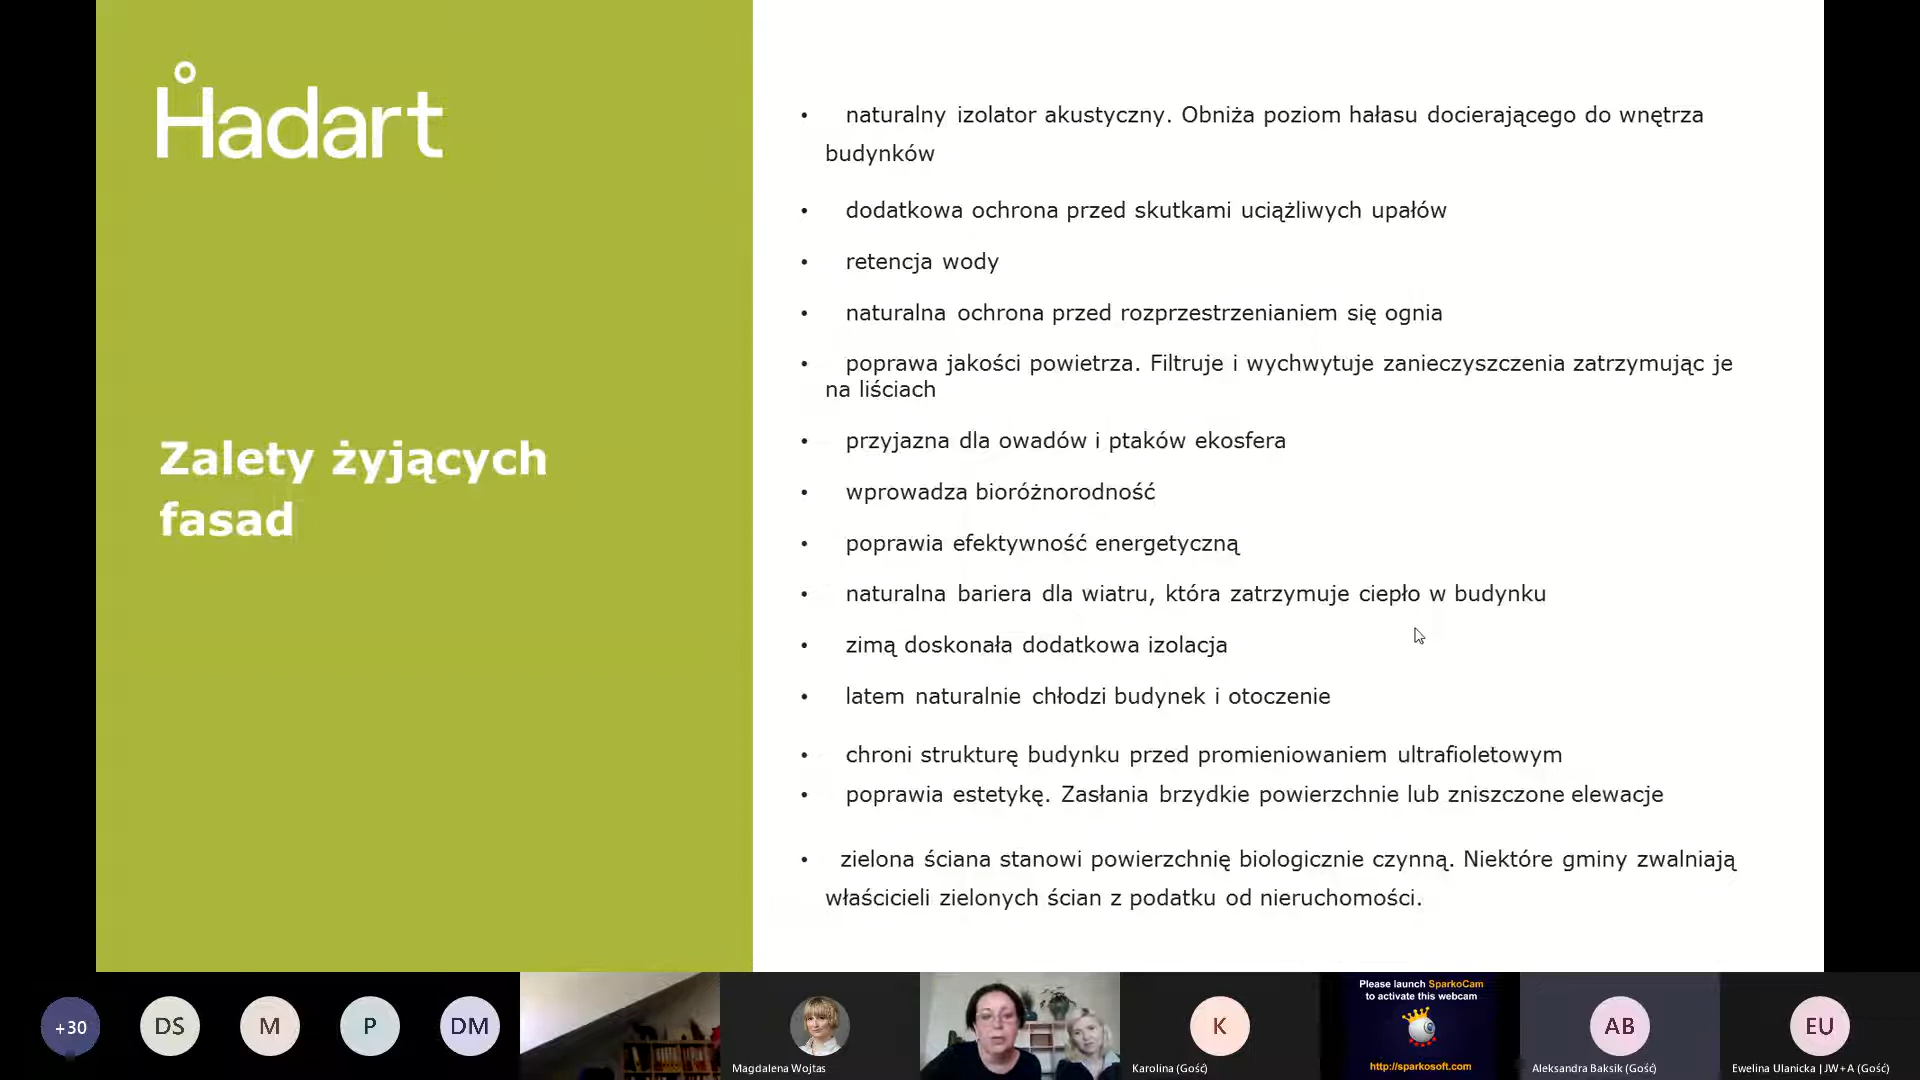 Hadart
Zalety żyjących
fasad
• naturalny izolator akustyczny. Obniża poziom hałasu docierającego do wnętrza
budynków
• dodatkowa ochrona przed skutkami uciążliwych upałów
• retencja wody
• naturalna ochrona przed rozprzestrzenianiem się ognia
• poprawa jakości powietrza. Filtruje i wychwytuje zanieczyszczenia zatrzymując je
na liściach
• przyjazna dla owadów i ptaków ekosfera
• wprowadza bioróżnorodność
• poprawia efektywność energetyczną
• naturalna bariera dla wiatru, która zatrzymuje ciepło w budynku
• zimą doskonała dodatkowa izolacja
• latem naturalnie chłodzi budynek i otoczenie
• chroni strukturę budynku przed promieniowaniem ultrafioletowym
• poprawia estetykę. Zasłania brzydkie powierzchnie lub zniszczone elewacje
• zielona ściana stanowi powierzchnię biologicznie czynną. Niektóre gminy zwalniają
właścicieli zielonych ścian z podatku od nieruchomości.
+30
DS
M
P
DM
Magdalena Wojtas
K
Karolina (Gość)
Please launch SparkoCam
to activate this webcam
http://sparkosoft.com
AB
Aleksandra Baksik (Gość)
EU
Ewelina Ulanicka | JW+A (Gość)